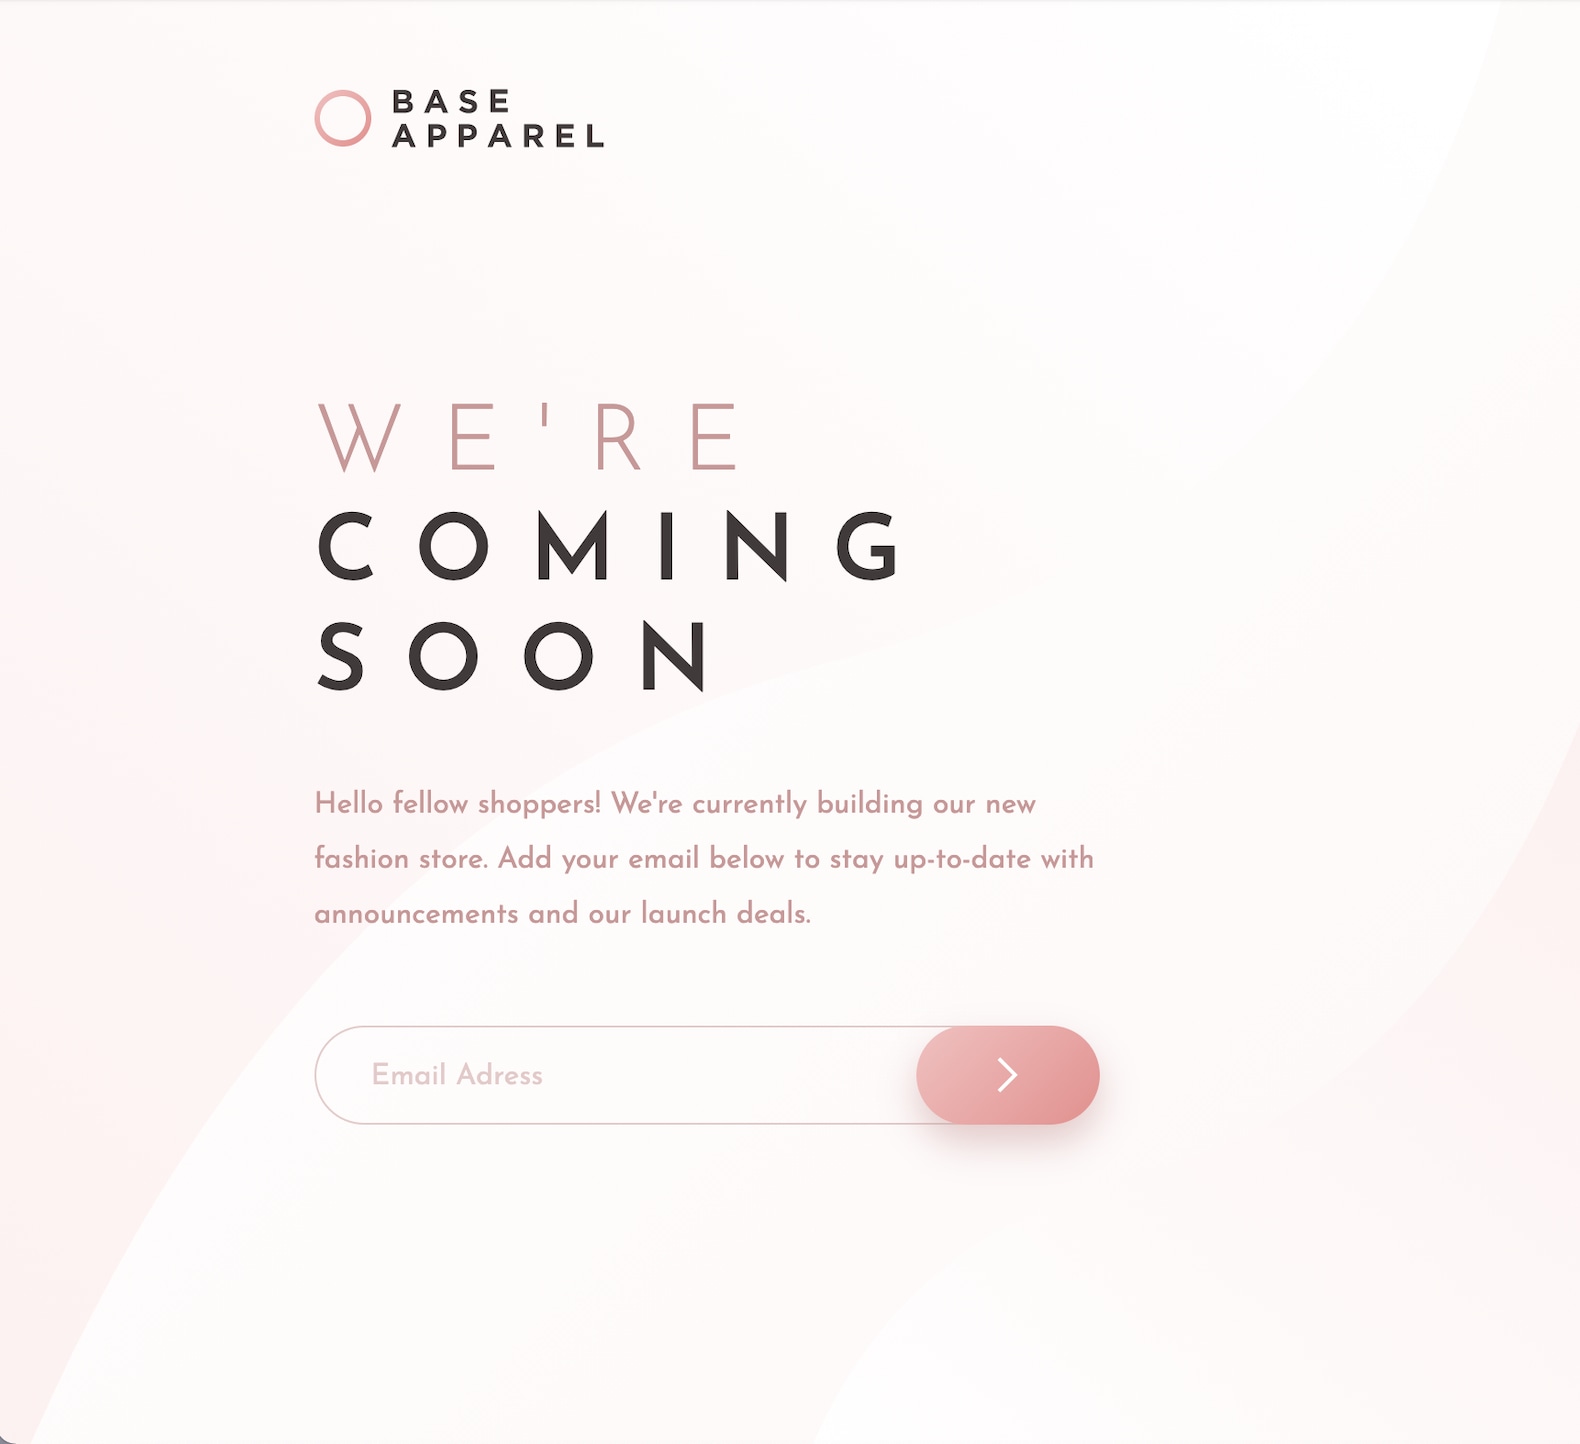 BASE
APPAREL
WE'RE
COMING
SOON
Hello fellow shoppers! We're currently building our new
fashion store. Add your email below to stay up-to-date with
announcements and our launch deals.
Email Adress